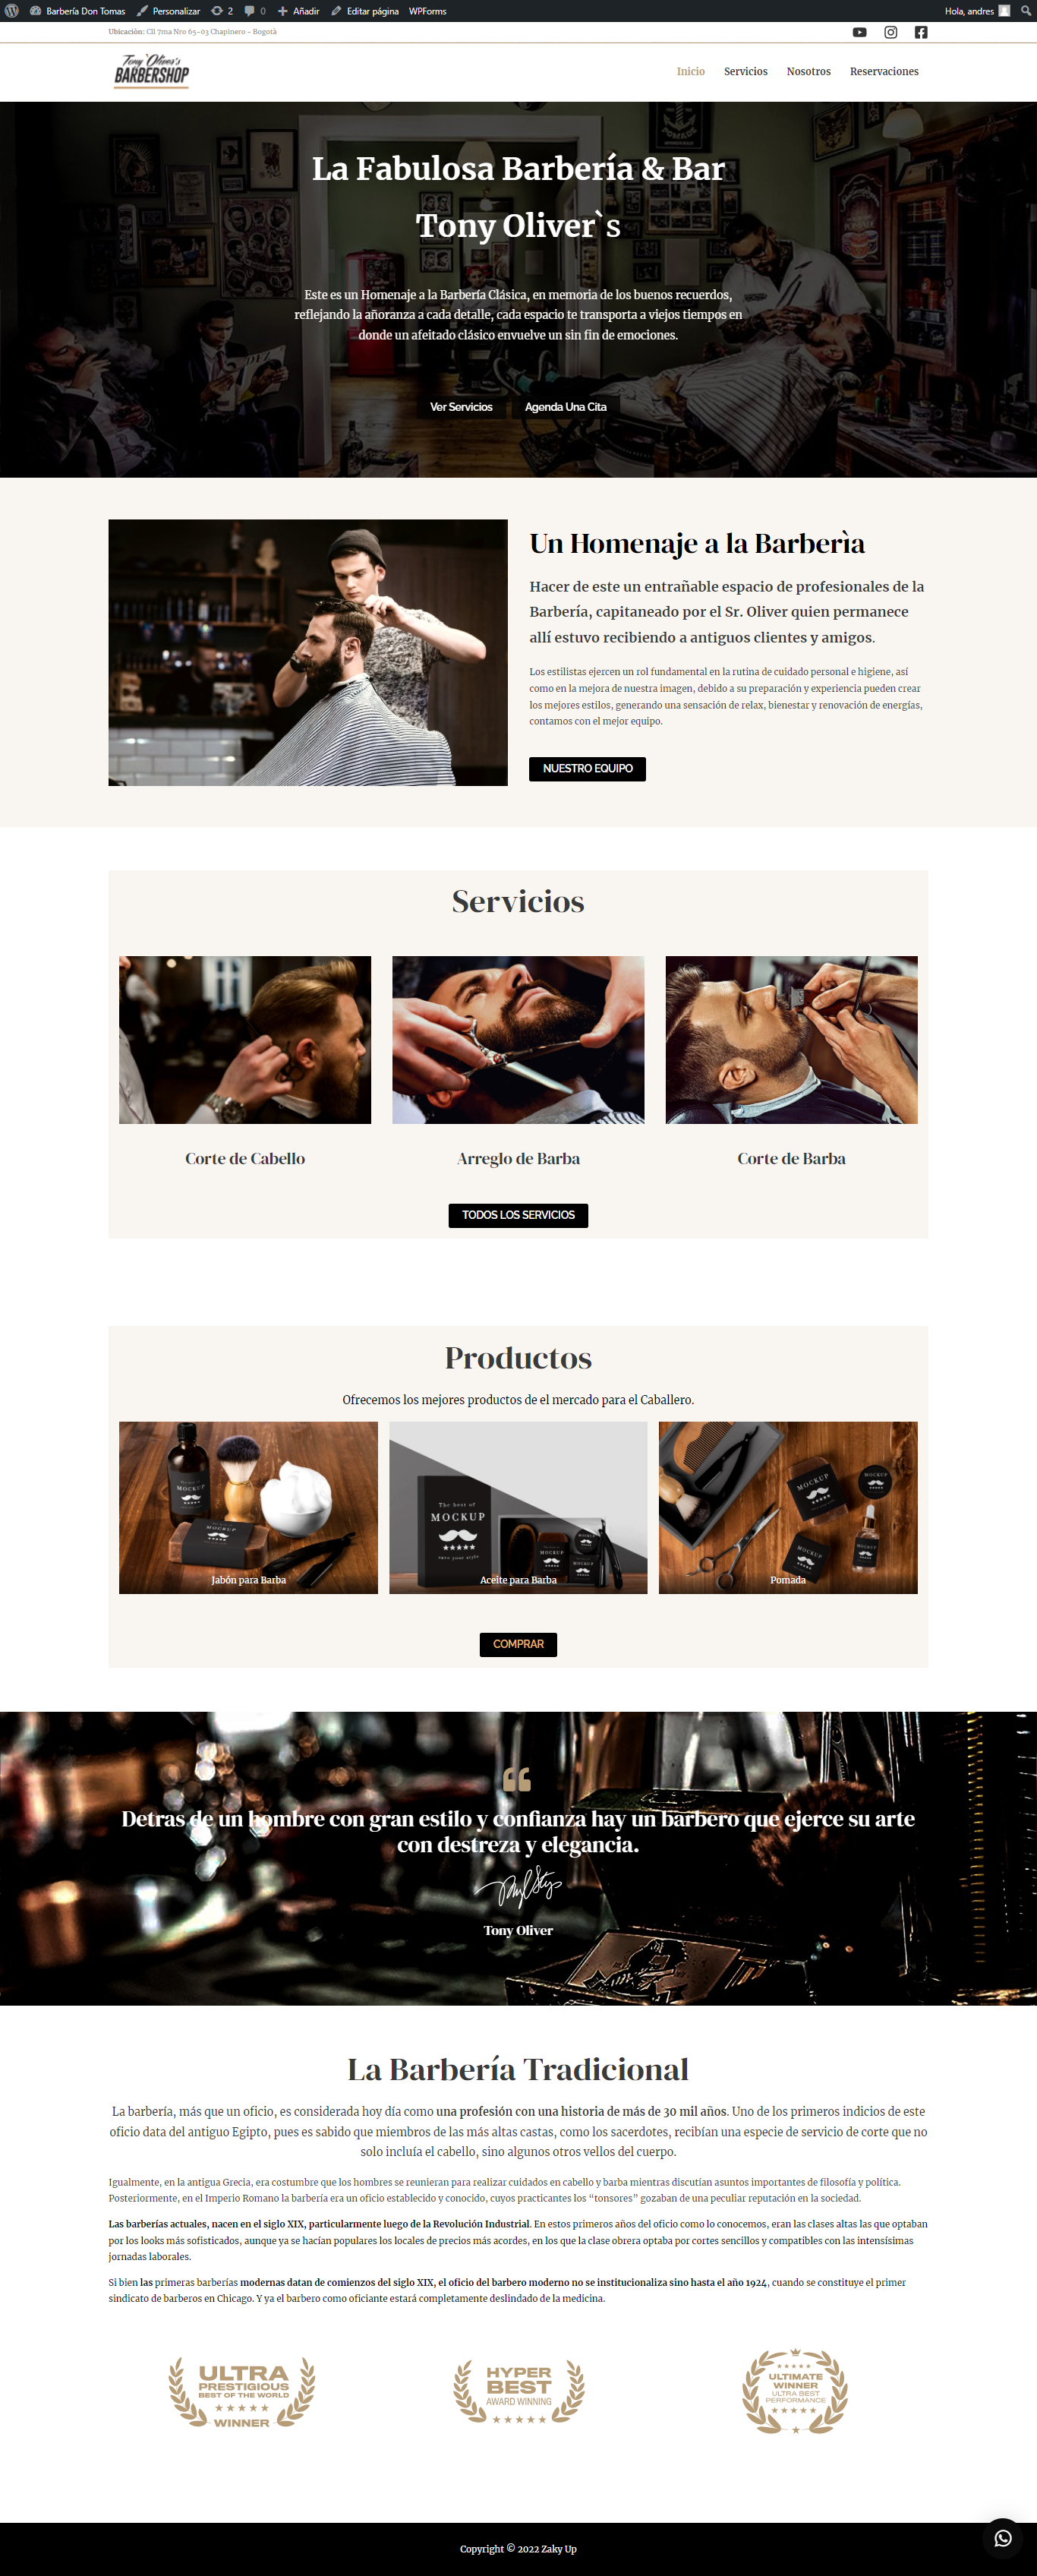 Barbería Don Tomas Personalizar 2 0 Añadir Editar página WPForms Hola, andres
Ubicación: Cll 7ma Nro 65-03 Chapinero - Bogotà
Tony Oliver's
BARBERSHOP
Inicio Servicios Nosotros Reservaciones
La Fabulosa Barbería & Bar
Tony Oliver`s
Este es un Homenaje a la Barbería Clásica, en memoria de los buenos recuerdos,
reflejando la añoranza a cada detalle, cada espacio te transporta a viejos tiempos en
donde un afeitado clásico envuelve un sin fin de emociones.
Ver Servicios Agenda Una Cita
POMADE
Un Homenaje a la Barberìa
Hacer de este un entrañable espacio de profesionales de la
Barbería, capitaneado por el Sr. Oliver quien permanece
allí estuvo recibiendo a antiguos clientes y amigos.
Los estilistas ejercen un rol fundamental en la rutina de cuidado personal e higiene, así
como en la mejora de nuestra imagen, debido a su preparación y experiencia pueden crear
los mejores estilos, generando una sensación de relax, bienestar y renovación de energías,
contamos con el mejor equipo.
NUESTRO EQUIPO
Servicios
Corte de Cabello
Arreglo de Barba
Corte de Barba
TODOS LOS SERVICIOS
Productos
Ofrecemos los mejores productos de el mercado para el Caballero.
MOCKUP
MOCKUP
Jabón para Barba
The best of
MOCKUP
save your style
MOCKUP
Aceite para Barba
MOCKUP
MOCKUP
MOCKUP
MOCKUP
MOCKUP
Pomada
COMPRAR
Detras de un hombre con gran estilo y confianza hay un barbero que ejerce su arte
con destreza y elegancia.
Tony Oliver
La Barbería Tradicional
La barbería, más que un oficio, es considerada hoy día como una profesión con una historia de más de 30 mil años. Uno de los primeros indicios de este
oficio data del antiguo Egipto, pues es sabido que miembros de las más altas castas, como los sacerdotes, recibían una especie de servicio de corte que no
solo incluía el cabello, sino algunos otros vellos del cuerpo.
Igualmente, en la antigua Grecia, era costumbre que los hombres se reunieran para realizar cuidados en cabello y barba mientras discutían asuntos importantes de filosofía y política.
Posteriormente, en el Imperio Romano la barbería era un oficio establecido y conocido, cuyos practicantes los “tonsores” gozaban de una peculiar reputación en la sociedad.
Las barberías actuales, nacen en el siglo XIX, particularmente luego de la Revolución Industrial. En estos primeros años del oficio como lo conocemos, eran las clases altas las que optaban
por los looks más sofisticados, aunque ya se hacían populares los locales de precios más acordes, en los que la clase obrera optaba por cortes sencillos y compatibles con las intensísimas
jornadas laborales.
Si bien las primeras barberías modernas datan de comienzos del siglo XIX, el oficio del barbero moderno no se institucionaliza sino hasta el año 1924, cuando se constituye el primer
sindicato de barberos en Chicago. Y ya el barbero como oficiante estará completamente deslindado de la medicina.
ULTRA
PRESTIGIOUS
BEST OF THE WORLD
WINNER
HYPER
BEST
AWARD WINNING
ULTIMATE
WINNER
ULTRA BEST
PERFORMANCE
Copyright © 2022 Zaky Up